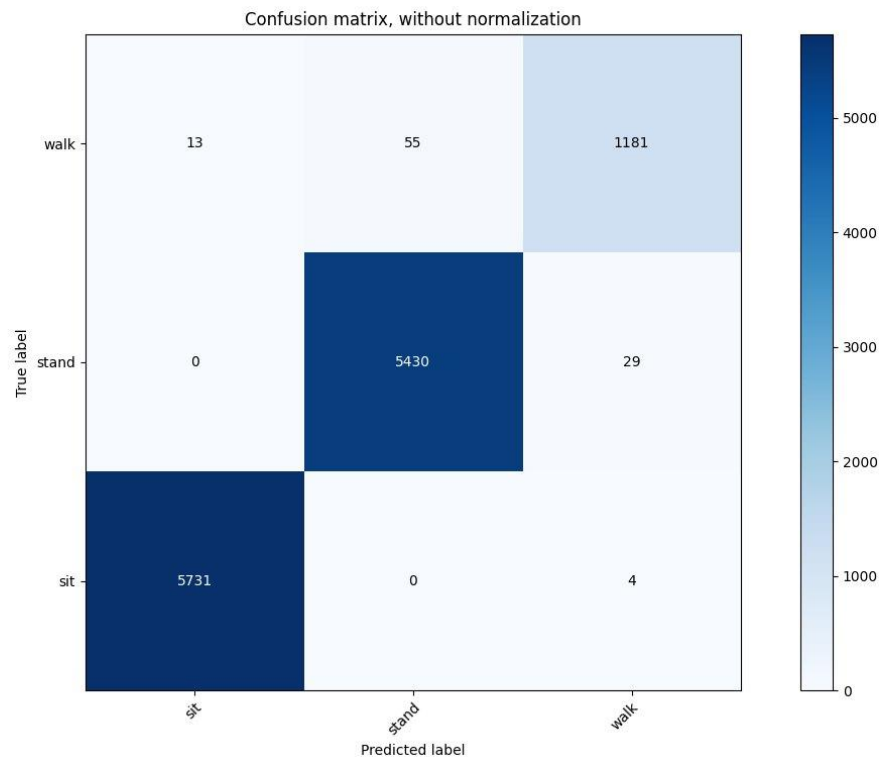 Confusion matrix, without normalization
walk 13 55 1181
stand 0 5430 29
sit 5731 0 4
sit stand walk
Predicted label
True label
5000
4000
3000
2000
1000
0